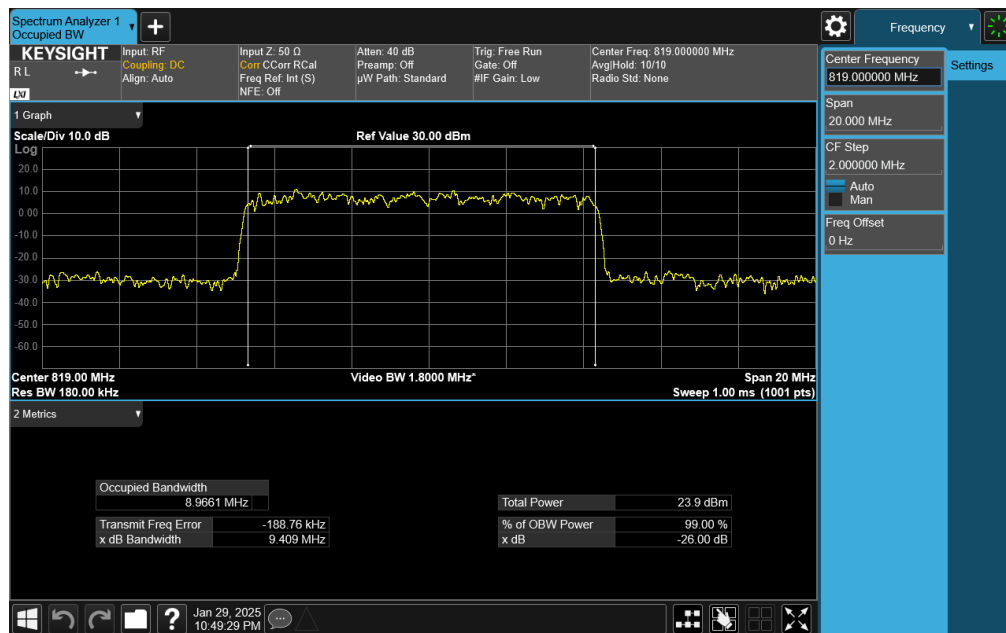 Spectrum Analyzer 1
Occupied BW
Frequency
KEYSIGHT
R L
LXI
Input: RF
Coupling: DC
Align: Auto
Input Z: 50 Ω
Corr CCorr RCal
Freq Ref: Int (S)
NFE: Off
Atten: 40 dB
Preamp: Off
µW Path: Standard
Trig: Free Run
Gate: Off
#IF Gain: Low
Center Freq: 819.000000 MHz
Avg|Hold: 10/10
Radio Std: None
Center Frequency
819.000000 MHz
Settings
Span
20.000 MHz
CF Step
2.000000 MHz
Auto
Man
Freq Offset
0 Hz
1 Graph
Scale/Div 10.0 dB
Ref Value 30.00 dBm
Log
20.0
10.0
0.00
-10.0
-20.0
-30.0
-40.0
-50.0
-60.0
Center 819.00 MHz
Video BW 1.8000 MHz*
Span 20 MHz
Res BW 180.00 kHz
Sweep 1.00 ms (1001 pts)
2 Metrics
Occupied Bandwidth
8.9661 MHz
Total Power 23.9 dBm
Transmit Freq Error -188.76 kHz
% of OBW Power 99.00 %
x dB Bandwidth 9.409 MHz
x dB -26.00 dB
Jan 29, 2025
10:49:29 PM